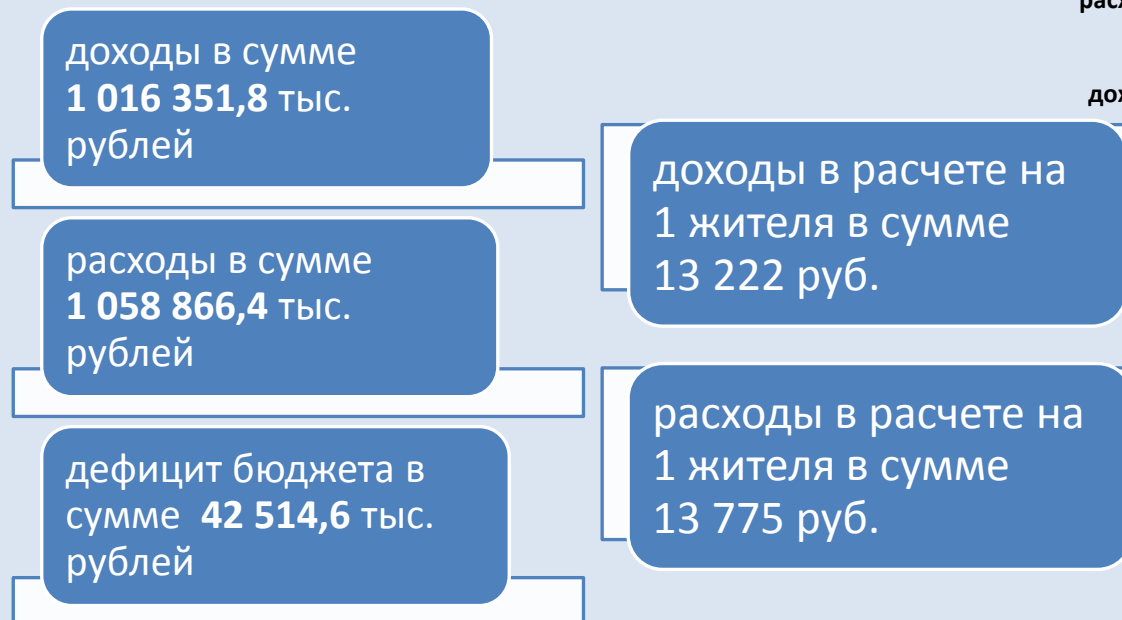 доходы в сумме
1 016 351,8 тыс.
рублей
расходы в сумме
1 058 866,4 тыс.
рублей
дефицит бюджета в
сумме 42 514,6 тыс.
рублей
доходы в расчете на
1 жителя в сумме
13 222 руб.
расходы в расчете на
1 жителя в сумме
13 775 руб.